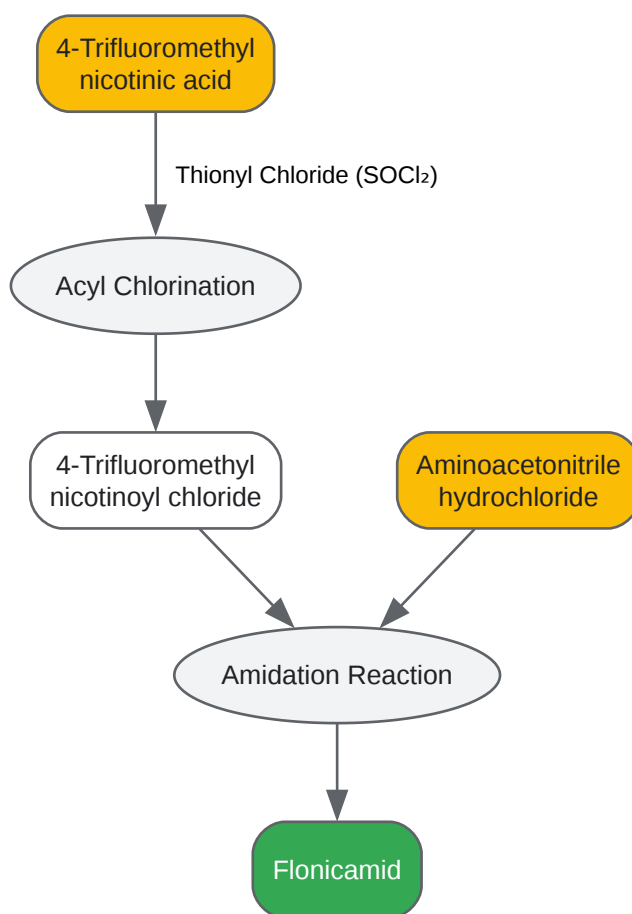 4-Trifluoromethyl
nicotinic acid
Thionyl Chloride (SOCl₂)
Acyl Chlorination
4-Trifluoromethyl
nicotinoyl chloride
Aminoacetonitrile
hydrochloride
Amidation Reaction
Flonicamid